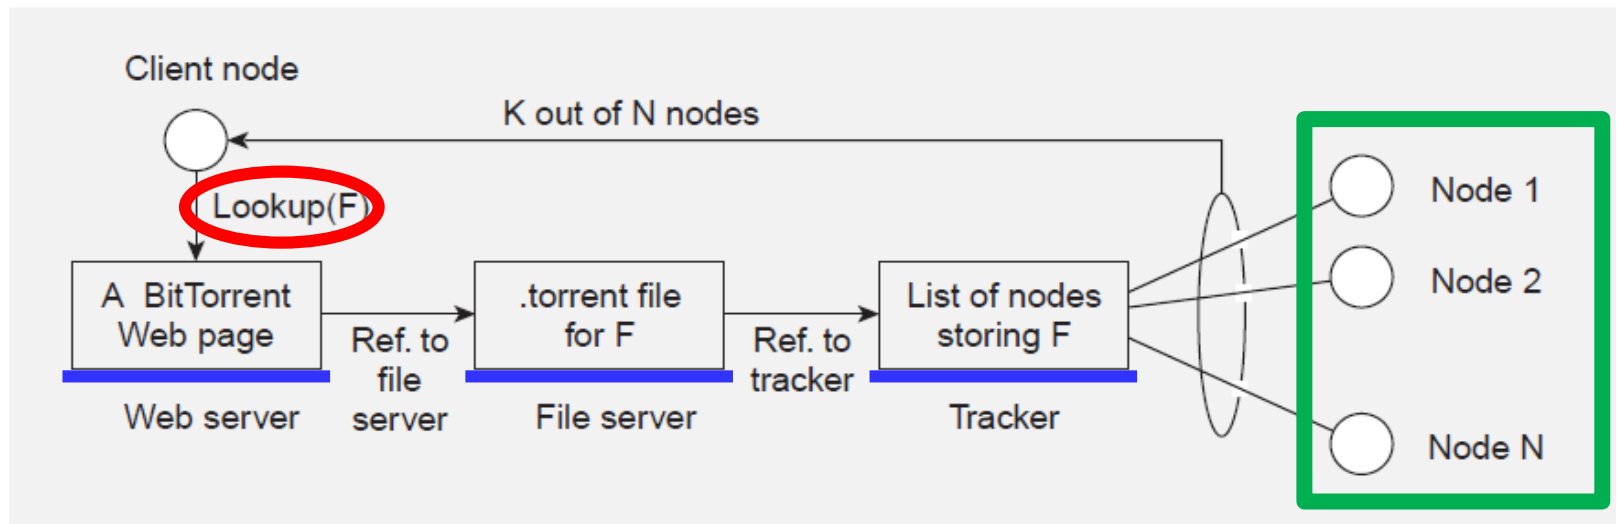 Client node
K out of N nodes
Lookup(F)
Node 1
Node 2
Node N
A BitTorrent
Web page
Ref. to
file
server
.torrent file
for F
Ref. to
tracker
List of nodes
storing F
Web server
File server
Tracker